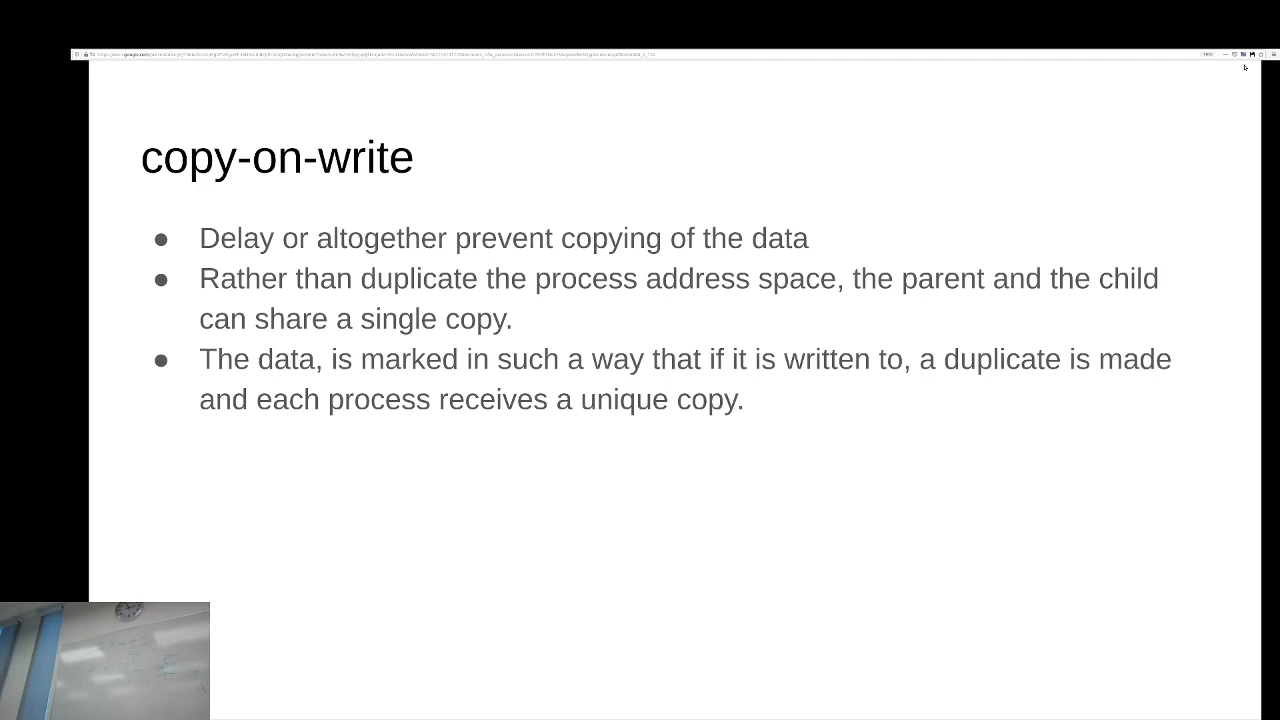 copy-on-write
● Delay or altogether prevent copying of the data
● Rather than duplicate the process address space, the parent and the child
can share a single copy.
● The data, is marked in such a way that if it is written to, a duplicate is made
and each process receives a unique copy.